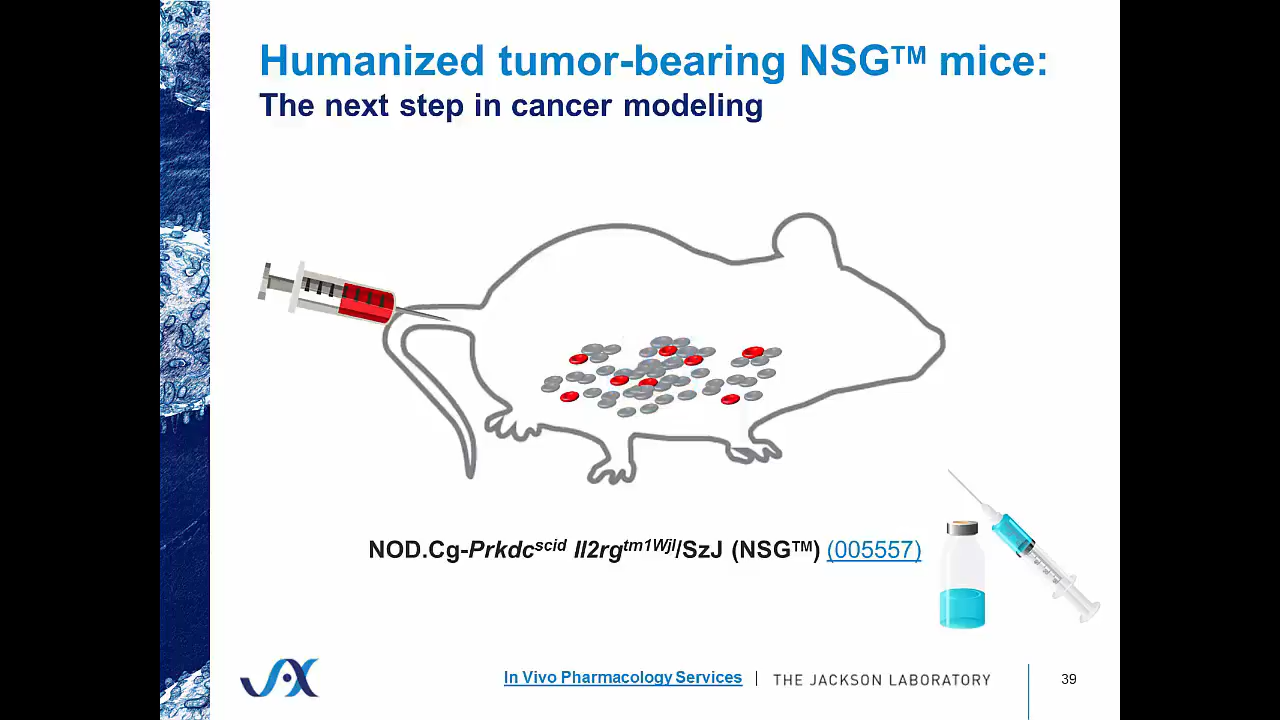 Humanized tumor-bearing NSG™ mice:
The next step in cancer modeling
NOD.Cg-Prkdcscid Il2rgtm1Wjl/SzJ (NSG™) (005557)
JAX
In Vivo Pharmacology Services | THE JACKSON LABORATORY
39